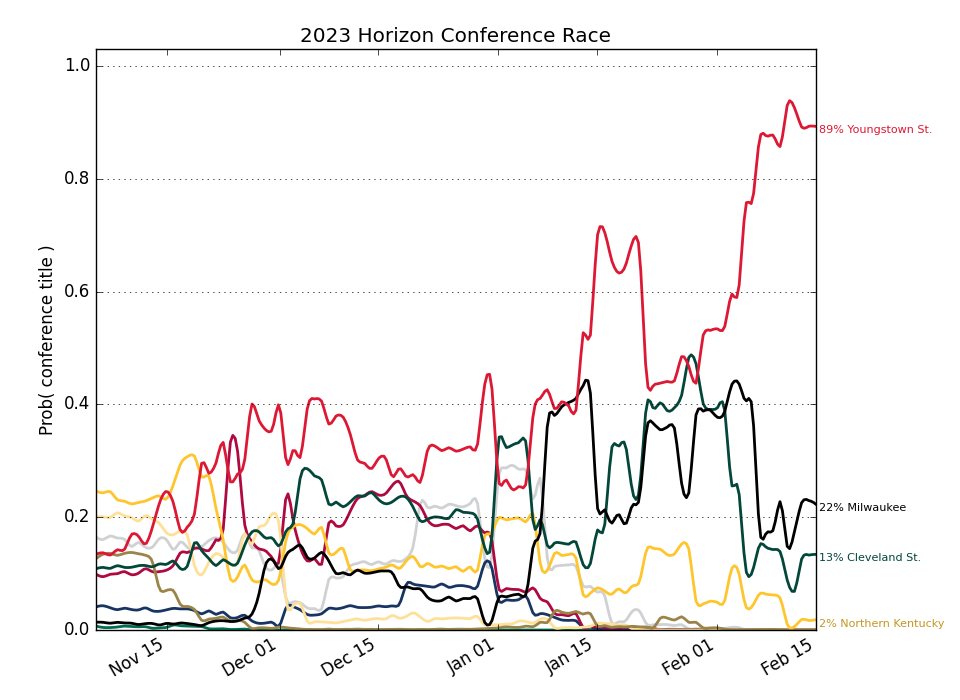 2023 Horizon Conference Race
Prob( conference title )
1.0
0.8
0.6
0.4
0.2
0.0
89% Youngstown St.
22% Milwaukee
13% Cleveland St.
2% Northern Kentucky
Nov 15
Dec 01
Dec 15
Jan 01
Jan 15
Feb 01
Feb 15